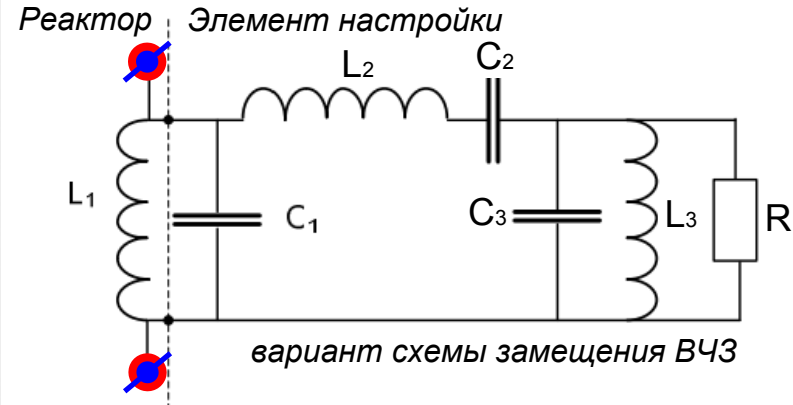 Реактор Элемент настройки
L2 C2
L1 C1 C3 L3 R
вариант схемы замещения ВЧЗ